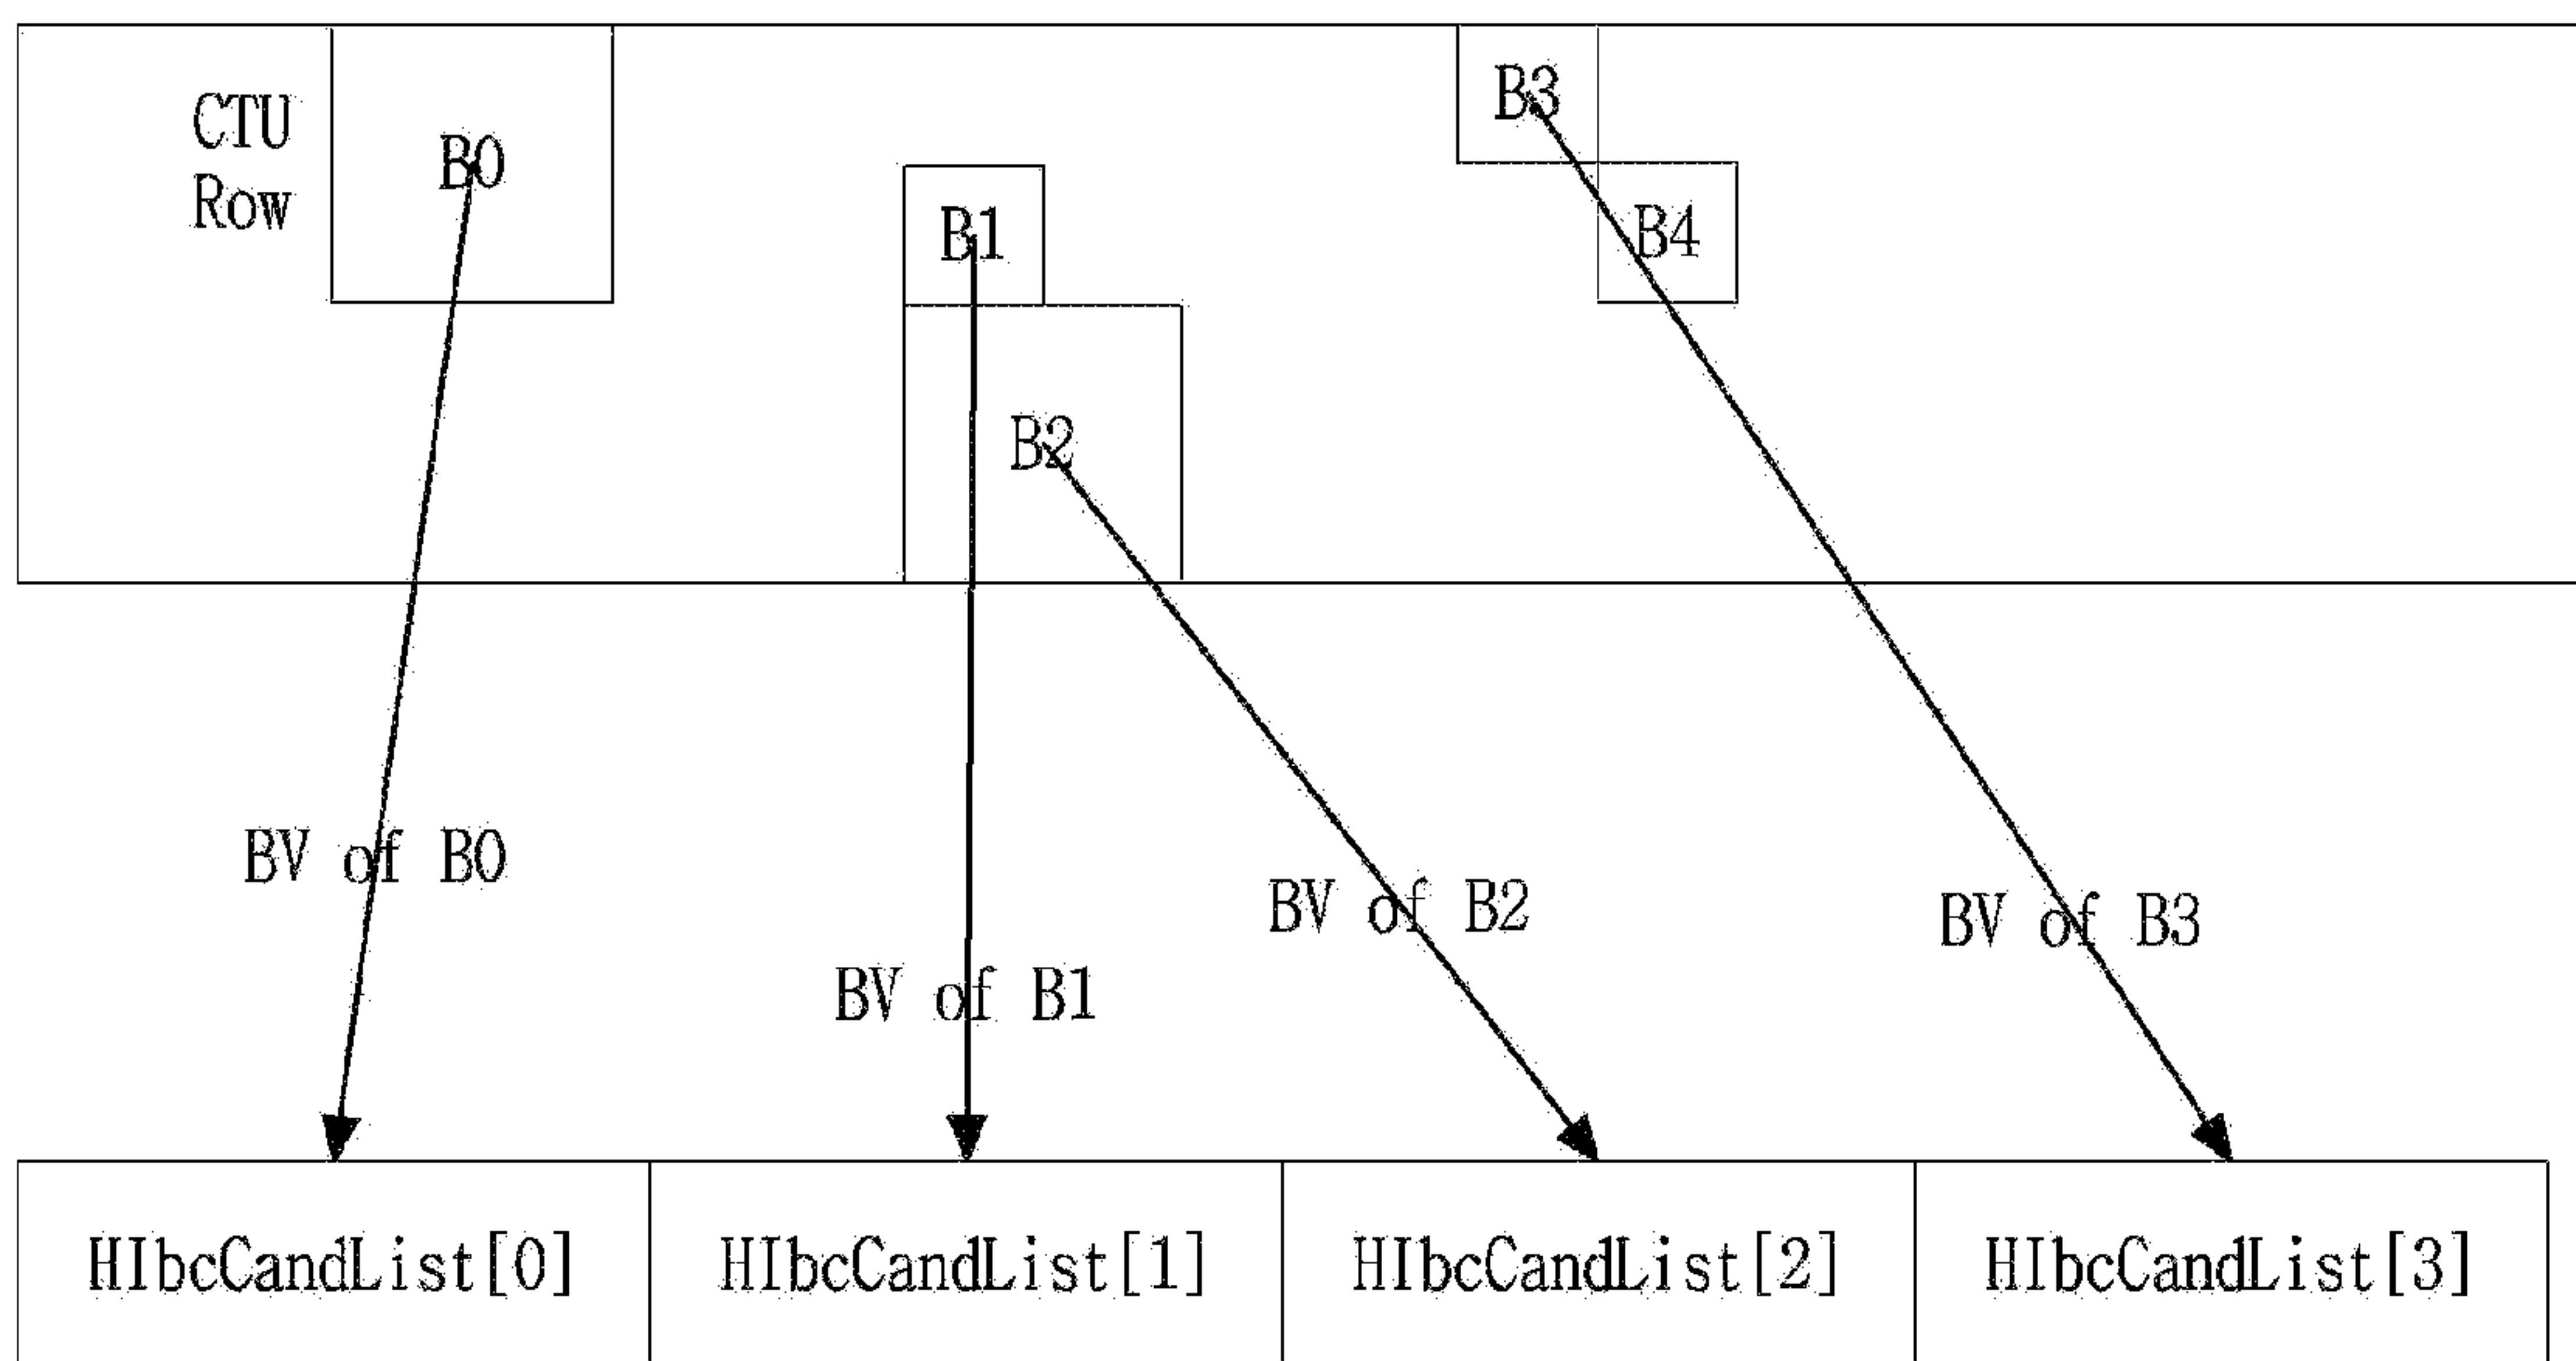 CTU
Row
B0
B1
B2
B3
B4
BV of B0
BV of B1
BV of B2
BV of B3
HIbcCandList[0]
HIbcCandList[1]
HIbcCandList[2]
HIbcCandList[3]